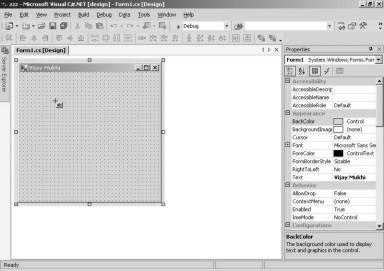 zzz - Microsoft Visual C#.NET [design] - Form1.cs [Design]
File Edit View Project Build Debug Data Tools Window Help
Debug
Form1.cs [Design]
Server Explorer
Vijay Mukhi
Properties
Form1 System.Windows.Forms.Forr
Accessibility
AccessibleDescrip
AccessibleName
AccessibleRole Default
Appearance
BackColor Control
BackgroundImage (none)
Cursor Default
Font Microsoft Sans Ser
ForeColor ControlText
FormBorderStyle Sizable
RightToLeft No
Text Vijay Mukhi
Behavior
AllowDrop False
ContextMenu (none)
Enabled True
ImeMode NoControl
Configurations
BackColor
The background color used to display
text and graphics in the control.
Ready